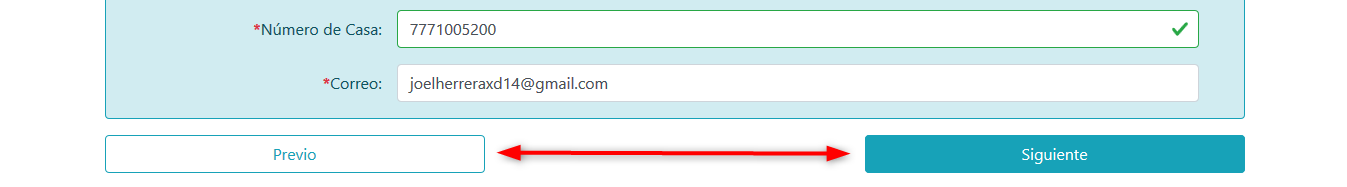 *Número de Casa: 7771005200
*Correo: joelherreraxd14@gmail.com
Previo Siguiente